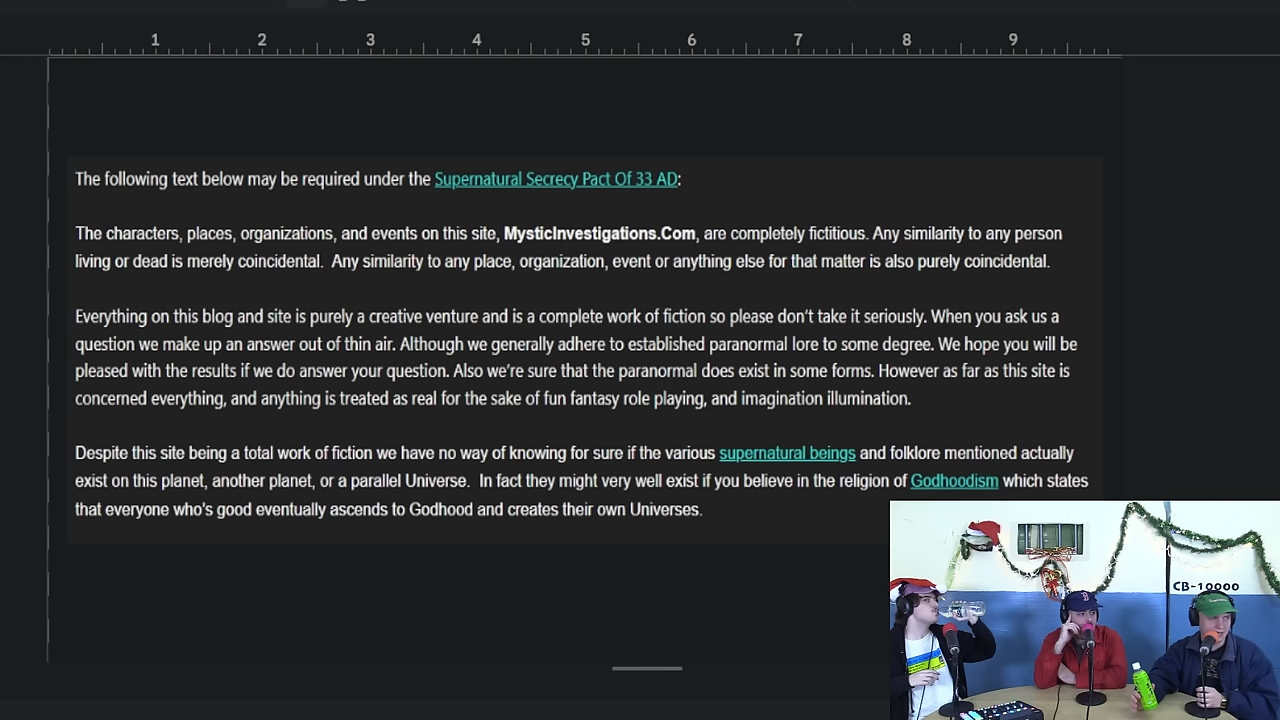 1 2 3 4 5 6 7 8 9
The following text below may be required under the Supernatural Secrecy Pact Of 33 AD:
The characters, places, organizations, and events on this site, MysticInvestigations.Com, are completely fictitious. Any similarity to any person
living or dead is merely coincidental. Any similarity to any place, organization, event or anything else for that matter is also purely coincidental.
Everything on this blog and site is purely a creative venture and is a complete work of fiction so please don't take it seriously. When you ask us a
question we make up an answer out of thin air. Although we generally adhere to established paranormal lore to some degree. We hope you will be
pleased with the results if we do answer your question. Also we're sure that the paranormal does exist in some forms. However as far as this site is
concerned everything, and anything is treated as real for the sake of fun fantasy role playing, and imagination illumination.
Despite this site being a total work of fiction we have no way of knowing for sure if the various supernatural beings and folklore mentioned actually
exist on this planet, another planet, or a parallel Universe. In fact they might very well exist if you believe in the religion of Godhoodism which states
that everyone who's good eventually ascends to Godhood and creates their own Universes.
CB-10000